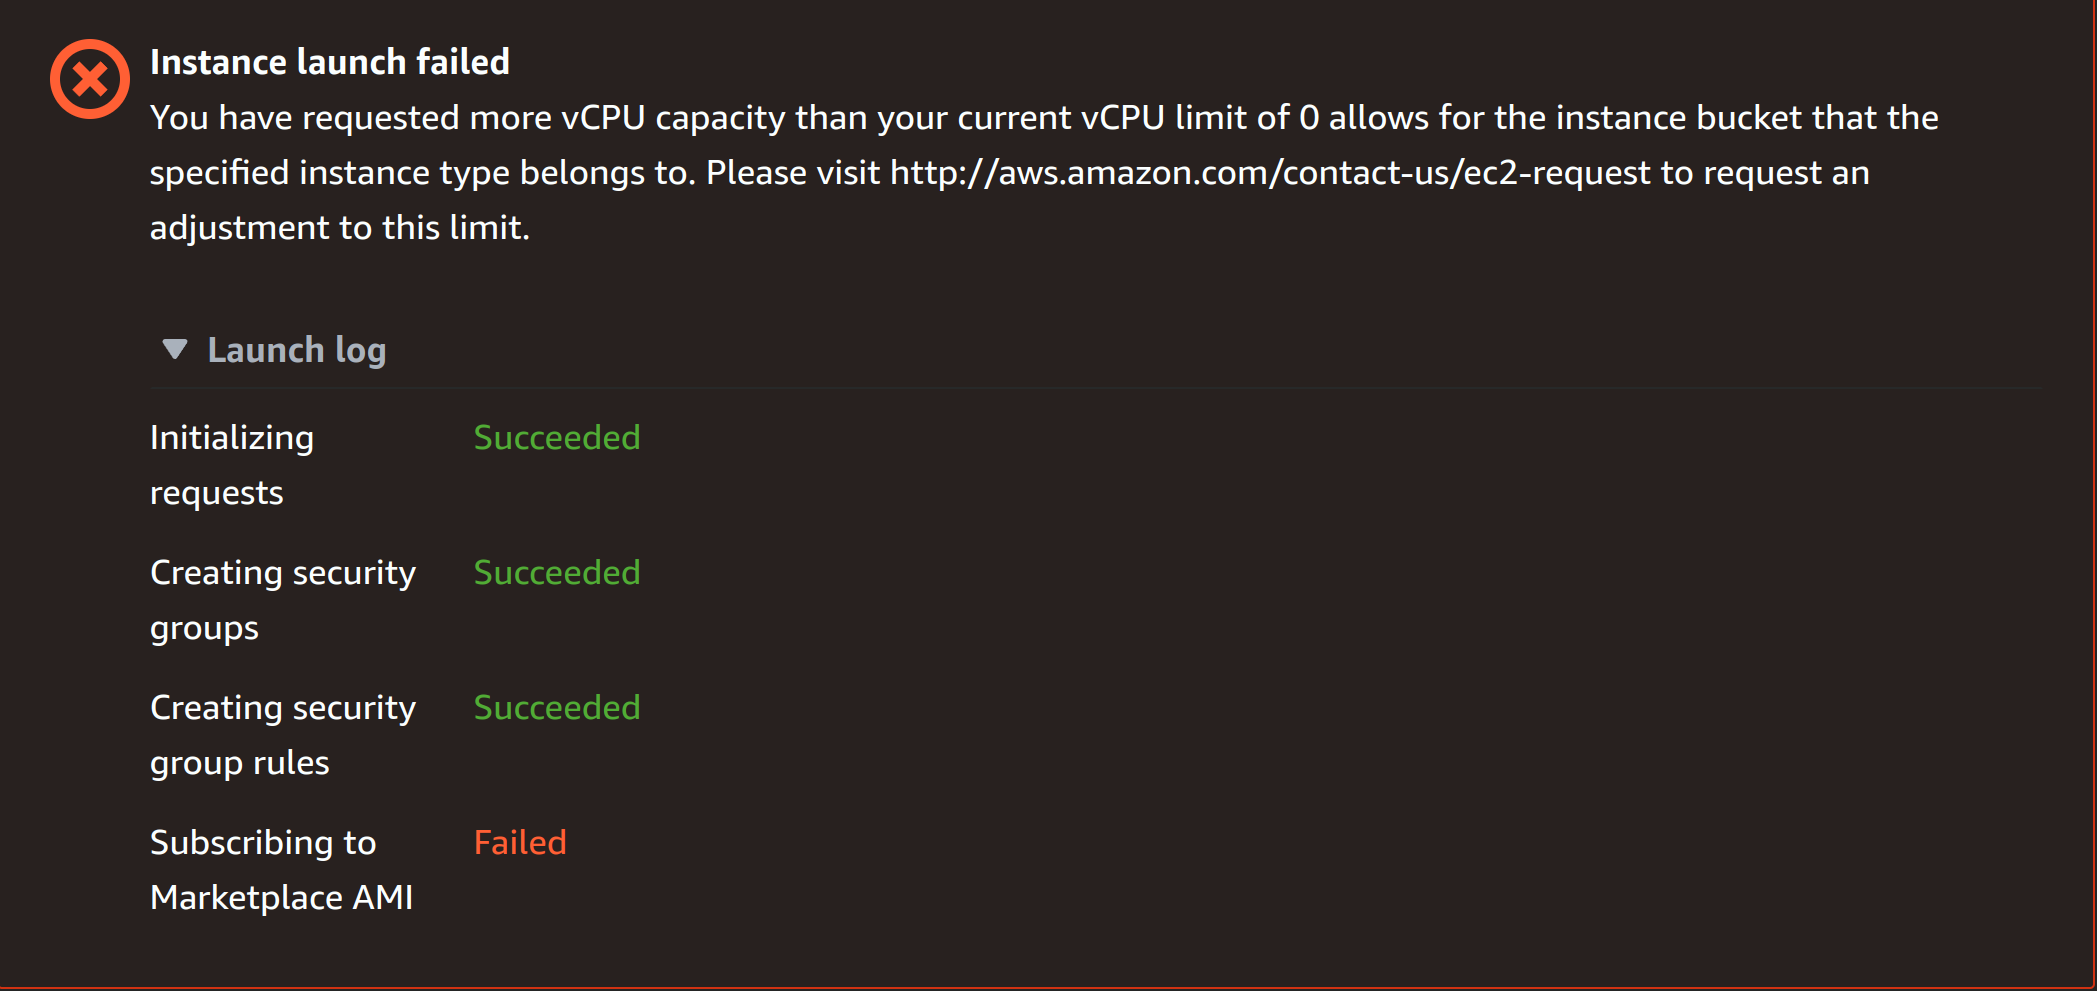 Instance launch failed
You have requested more vCPU capacity than your current vCPU limit of 0 allows for the instance bucket that the
specified instance type belongs to. Please visit http://aws.amazon.com/contact-us/ec2-request to request an
adjustment to this limit.
Launch log
Initializing requests Succeeded
Creating security groups Succeeded
Creating security group rules Succeeded
Subscribing to Marketplace AMI Failed